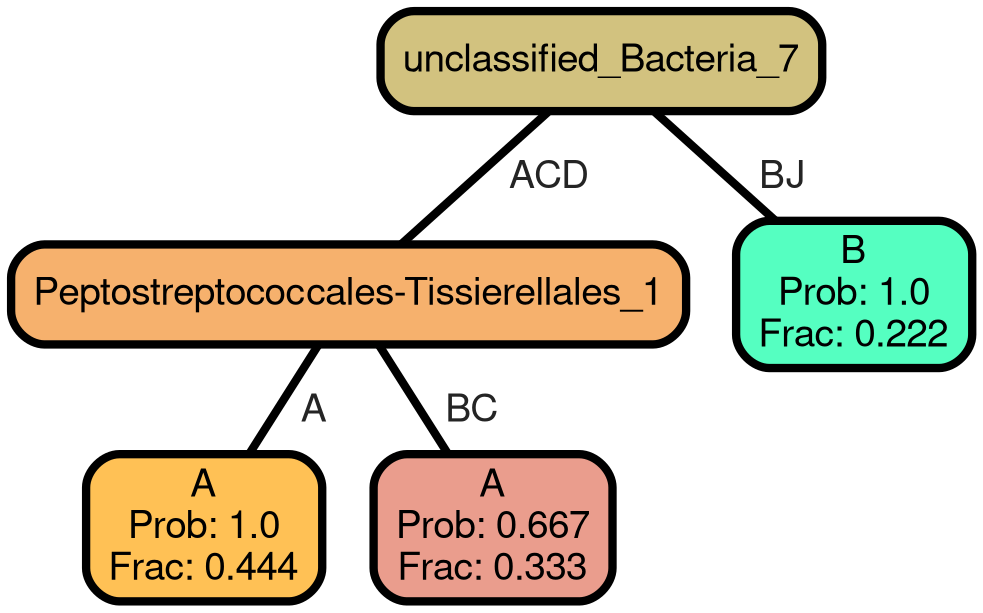 unclassified_Bacteria_7
ACD
BJ
Peptostreptococcales-Tissierellales_1
B
Prob: 1.0
Frac: 0.222
A
BC
A
Prob: 1.0
Frac: 0.444
A
Prob: 0.667
Frac: 0.333